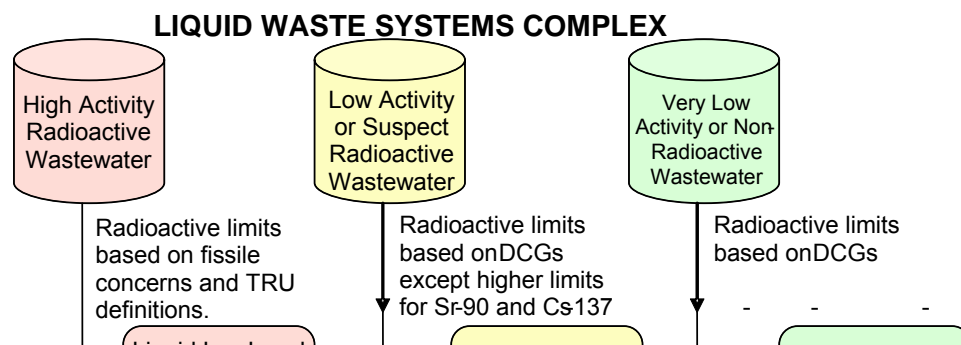 LIQUID WASTE SYSTEMS COMPLEX
High Activity
Radioactive
Wastewater
Low Activity
or Suspect
Radioactive
Wastewater
Very Low
Activity or Non-
Radioactive
Wastewater
Radioactive limits
based on fissile
concerns and TRU
definitions.
Radioactive limits
based onDCGs
except higher limits
for Sr-90 and Cs-137
Radioactive limits
based onDCGs
- - -